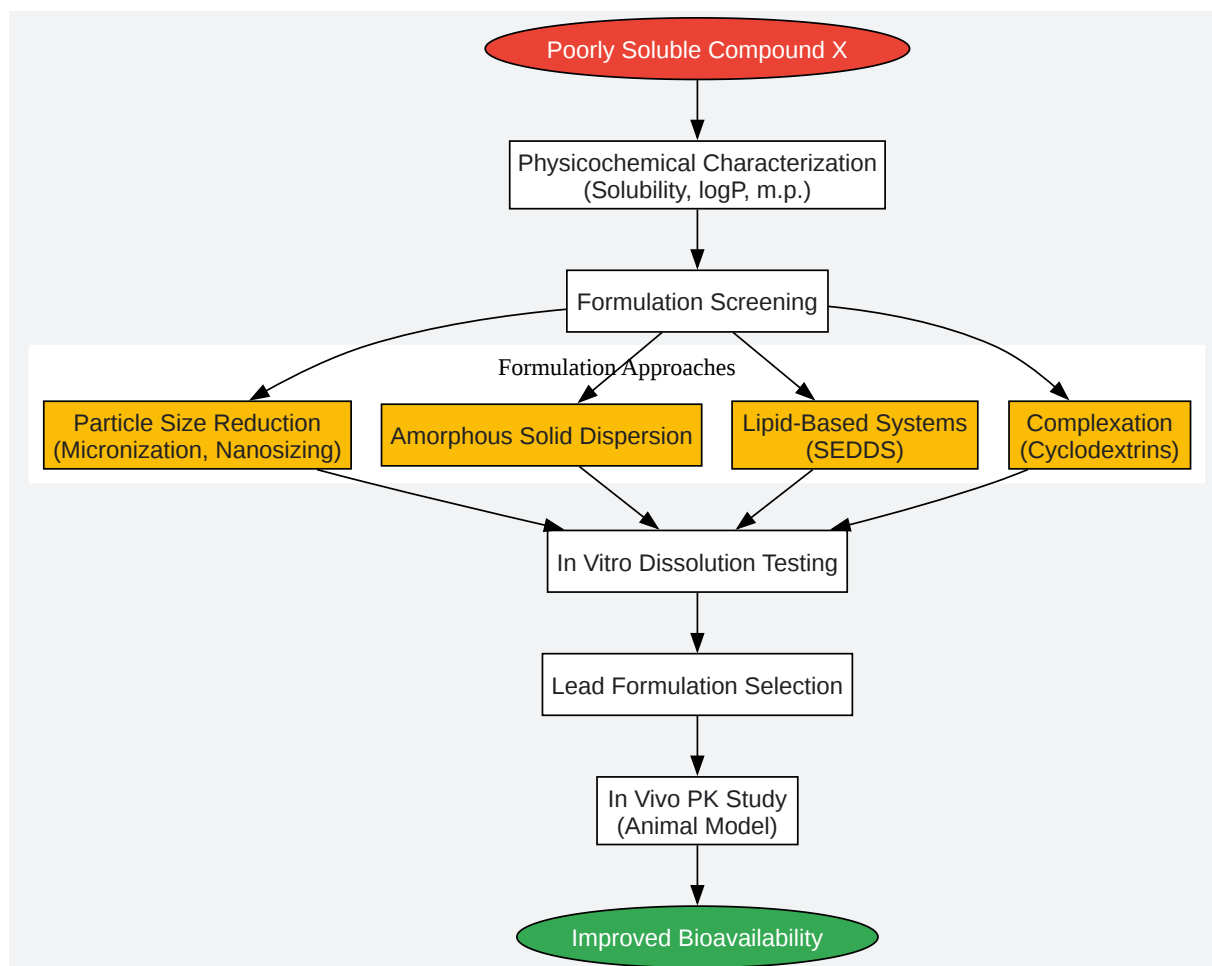 Poorly Soluble Compound X
Physicochemical Characterization
(Solubility, logP, m.p.)
Formulation Screening
Formulation Approaches
Particle Size Reduction
(Micronization, Nanosizing)
Amorphous Solid Dispersion
Lipid-Based Systems
(SEDDS)
Complexation
(Cyclodextrins)
In Vitro Dissolution Testing
Lead Formulation Selection
In Vivo PK Study
(Animal Model)
Improved Bioavailability